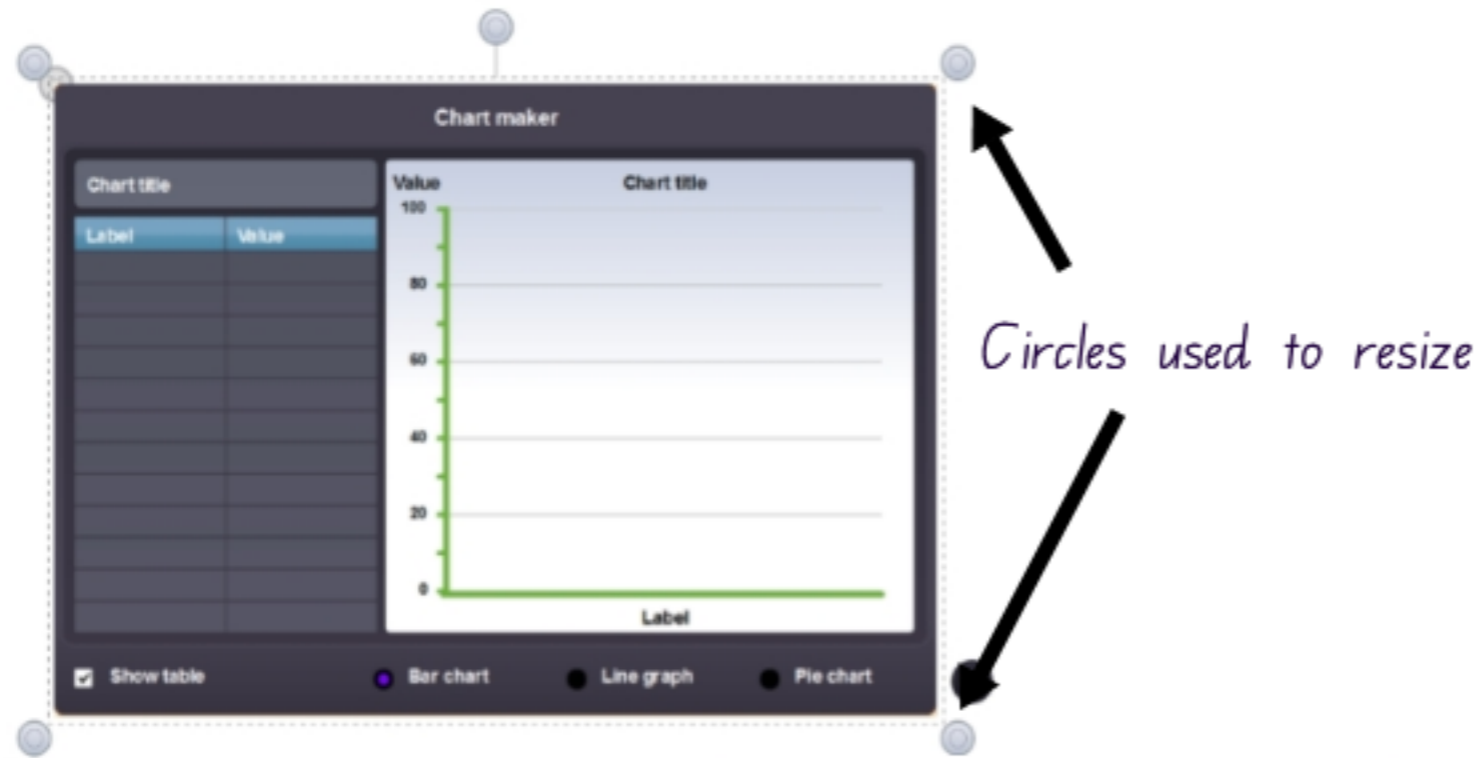 Chart maker
Chart title
Label Value
Value Chart title
100
80
60
40
20
0
Label
Show table Bar chart Line graph Pie chart
Circles used to resize